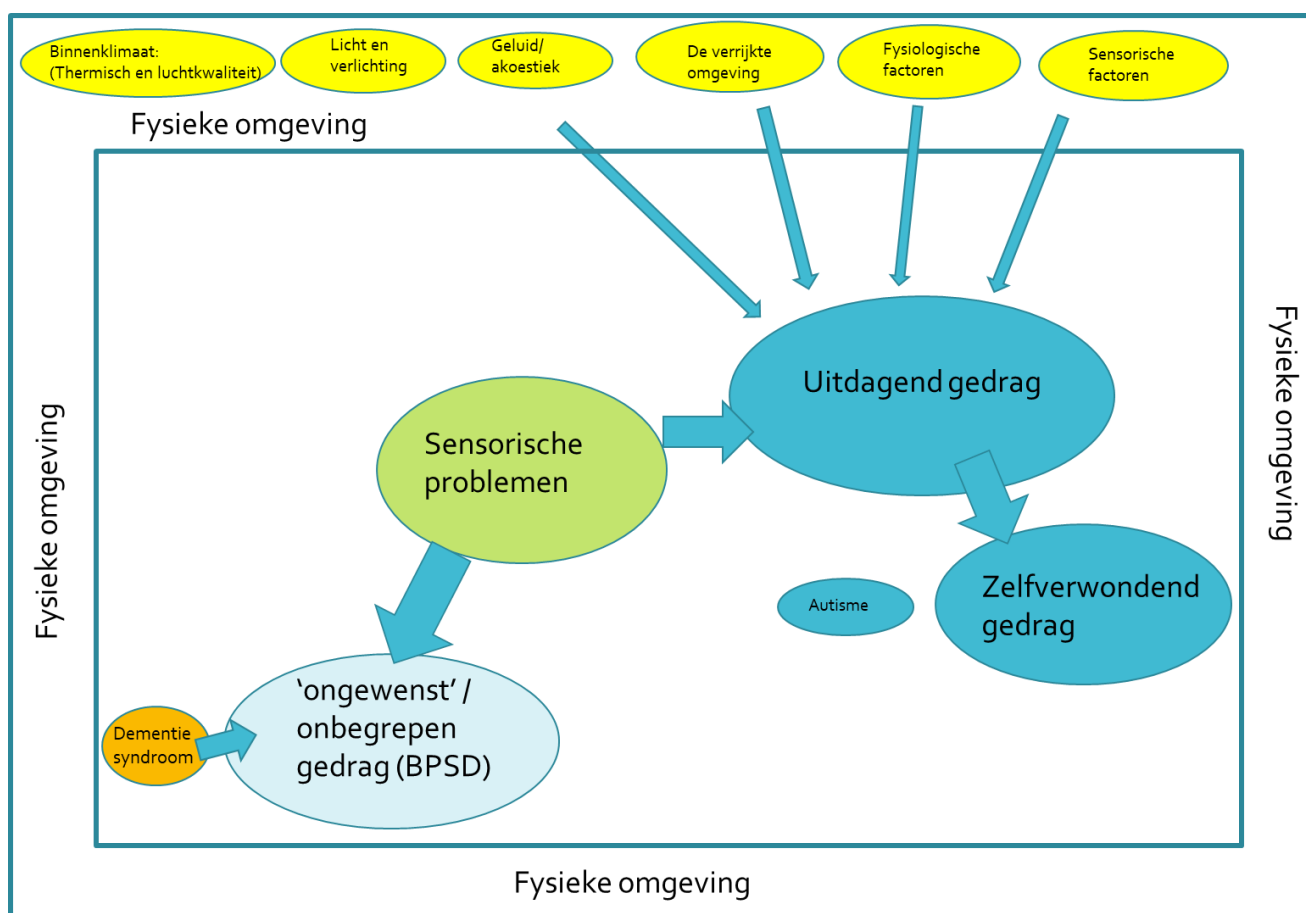 Binnenklimaat:
(Thermisch en luchtkwaliteit)
Licht en
verlichting
Geluid/
akoestiek
De verrijkte
omgeving
Fysiologische
factoren
Sensorische
factoren
Fysieke omgeving
Uitdagend gedrag
Sensorische
problemen
Fysieke omgeving
Fysieke omgeving
Autisme
Zelfverwondend
gedrag
‘ongewenst’ /
onbegrepen
gedrag (BPSD)
Dementie
syndroom
Fysieke omgeving